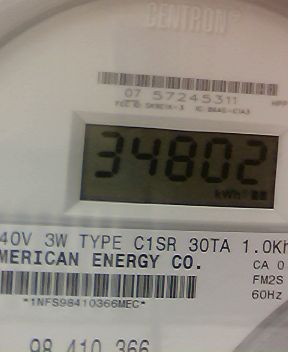 CENTRON
07 57245311
34802
kWh
40V 3W TYPE C1SR 30TA 1.0Kh
MERICAN ENERGY CO.
CA 0
FM2S
60Hz
*1NFS98410366MEC*
98 410 366